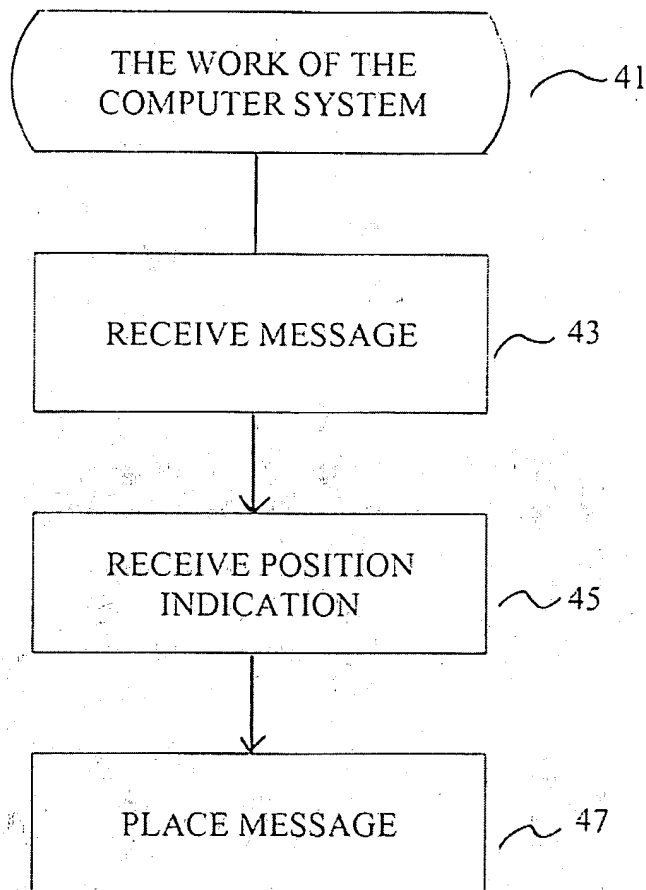 THE WORK OF THE
COMPUTER SYSTEM
41
RECEIVE MESSAGE
43
RECEIVE POSITION
INDICATION
45
PLACE MESSAGE
47